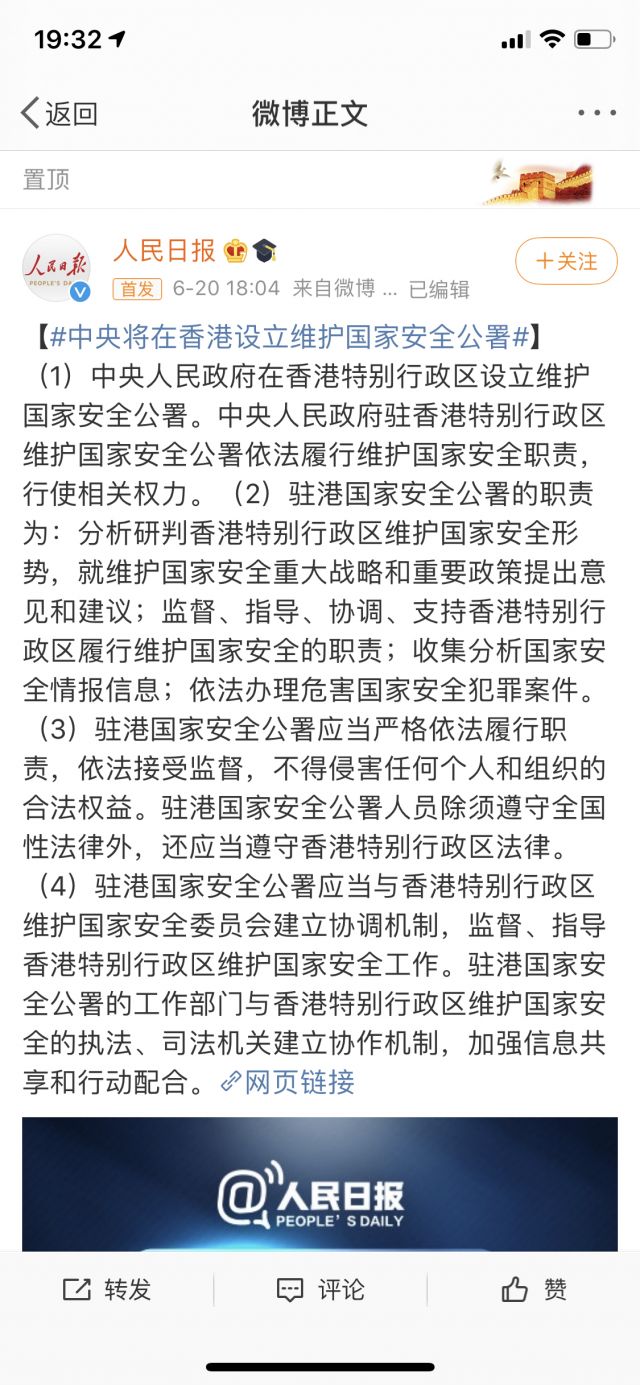 19:32
返回
微博正文
置顶
人民日报
人民日报
PEOPLE'S DA
首发 6-20 18:04 来自微博 ... 已编辑
+关注
【#中央将在香港设立维护国家安全公署#】
（1）中央人民政府在香港特别行政区设立维护
国家安全公署。中央人民政府驻香港特别行政区
维护国家安全公署依法履行维护国家安全职责，
行使相关权力。（2）驻港国家安全公署的职责
为：分析研判香港特别行政区维护国家安全形
势，就维护国家安全重大战略和重要政策提出意
见和建议；监督、指导、协调、支持香港特别行
政区履行维护国家安全的职责；收集分析国家安
全情报信息；依法办理危害国家安全犯罪案件。
（3）驻港国家安全公署应当严格依法履行职
责，依法接受监督，不得侵害任何个人和组织的
合法权益。驻港国家安全公署人员除须遵守全国
性法律外，还应当遵守香港特别行政区法律。
（4）驻港国家安全公署应当与香港特别行政区
维护国家安全委员会建立协调机制，监督、指导
香港特别行政区维护国家安全工作。驻港国家安
全公署的工作部门与香港特别行政区维护国家安
全的执法、司法机关建立协作机制，加强信息共
享和行动配合。网页链接
@人民日报
PEOPLE'S DAILY
转发
评论
赞